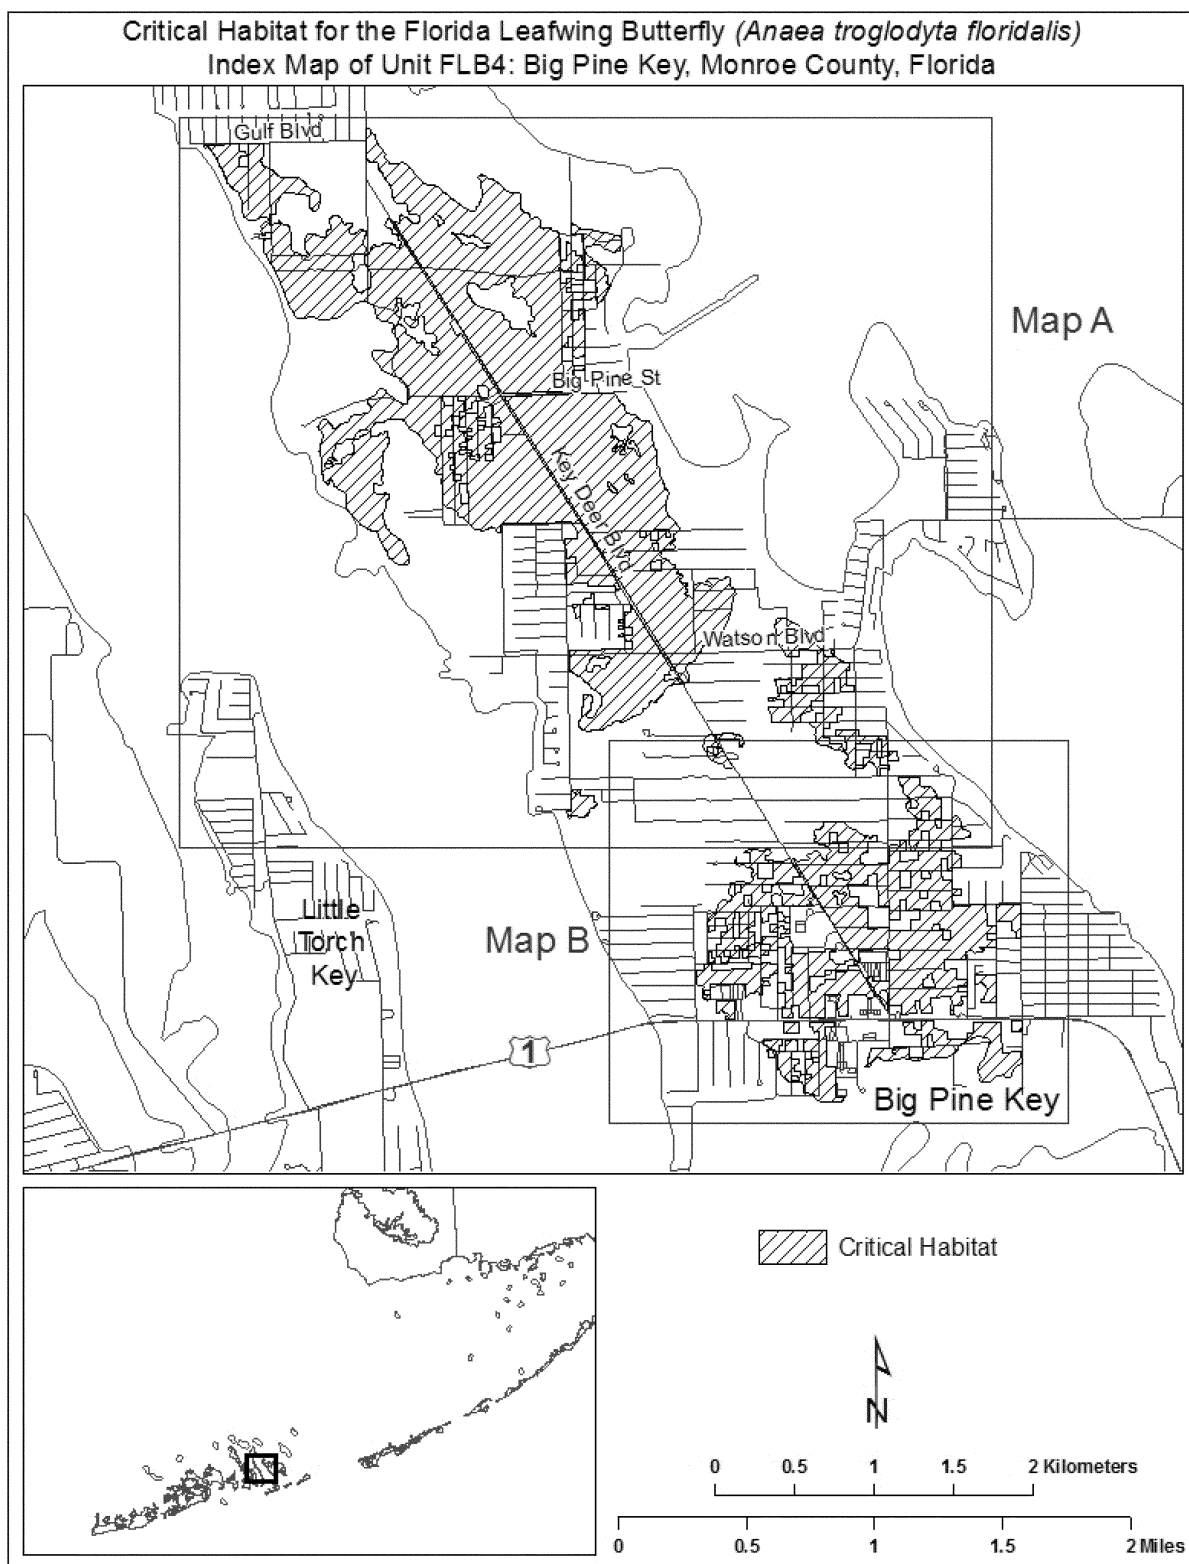 Critical Habitat for the Florida Leafwing Butterfly (Anaea troglodyta floridalis)
Index Map of Unit FLB4: Big Pine Key, Monroe County, Florida
Gulf Blvd
Map A
Big Pine St
Key Deer Blvd
Watson Blvd
Little
Torch
Key
Map B
1
Big Pine Key
Critical Habitat
N
0 0.5 1 1.5 2 Kilometers
0 0.5 1 1.5 2 Miles